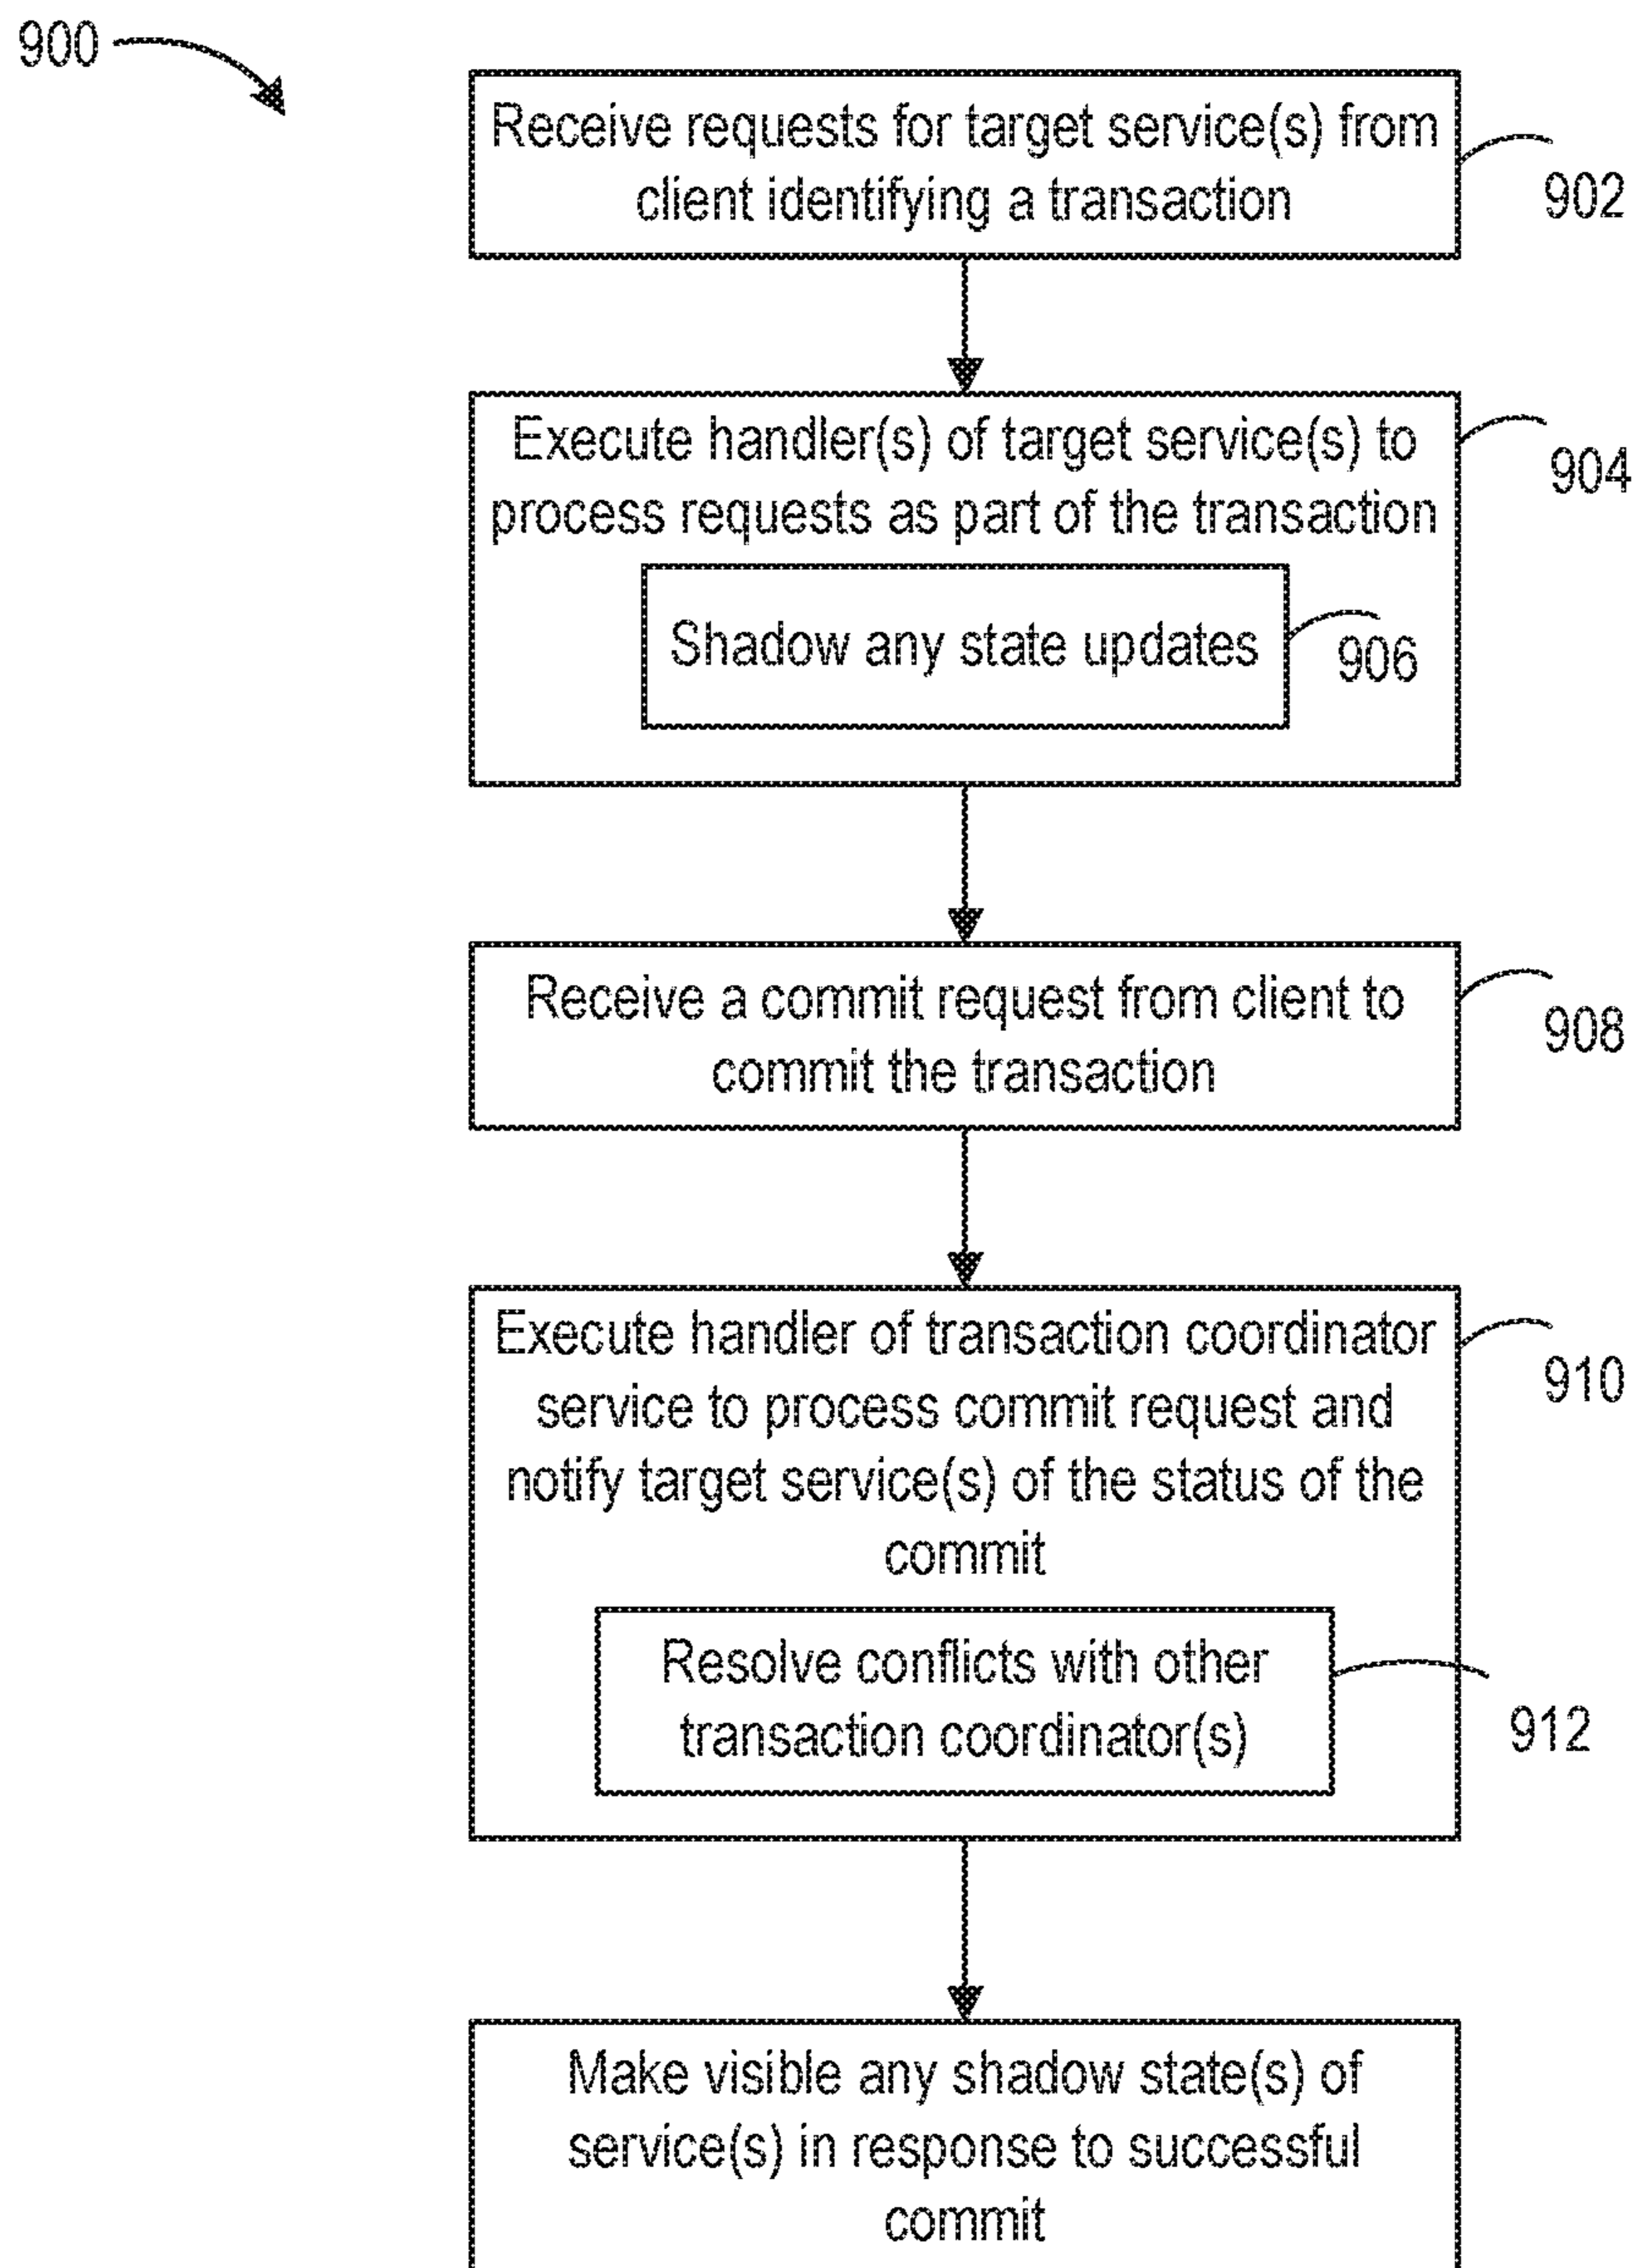 900
Receive requests for target service(s) from
client identifying a transaction
902
Execute handler(s) of target service(s) to
process requests as part of the transaction
904
Shadow any state updates
906
Receive a commit request from client to
commit the transaction
908
Execute handler of transaction coordinator
service to process commit request and
notify target service(s) of the status of the
commit
910
Resolve conflicts with other
transaction coordinator(s)
912
Make visible any shadow state(s) of
service(s) in response to successful
commit